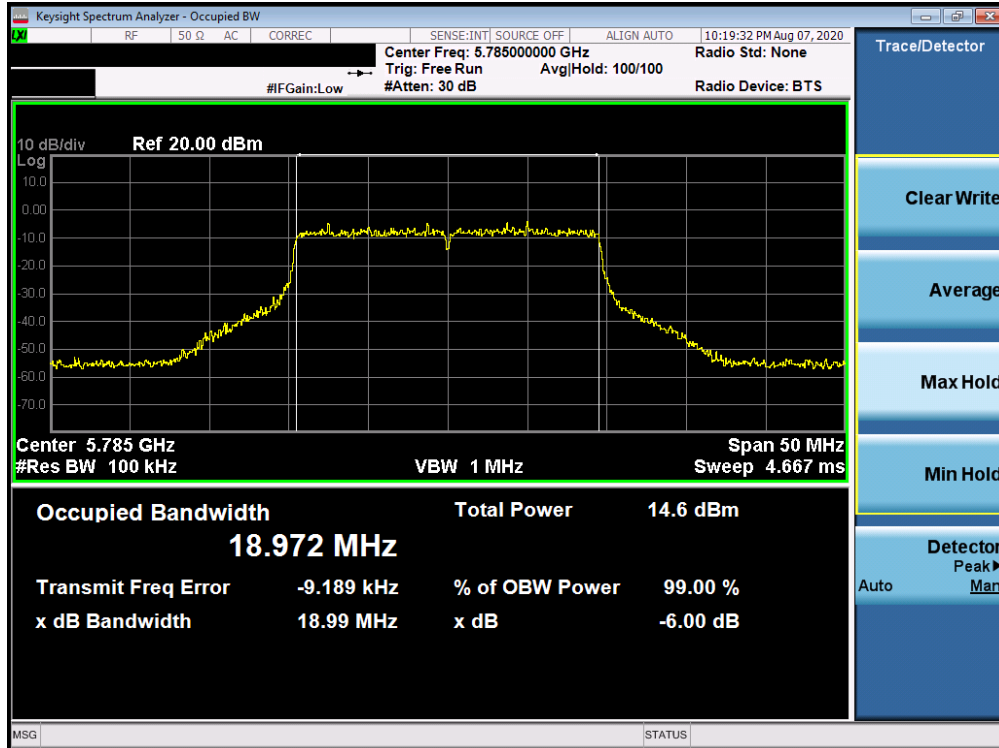 Keysight Spectrum Analyzer - Occupied BW
LXI RF 50 Ω AC CORREC SENSE:INT SOURCE OFF ALIGN AUTO 10:19:32 PM Aug 07, 2020
Center Freq: 5.785000000 GHz Radio Std: None
Trig: Free Run Avg|Hold: 100/100
#IFGain:Low #Atten: 30 dB Radio Device: BTS
Trace/Detector
10 dB/div Ref 20.00 dBm
Log
10.0
0.00
-10.0
-20.0
-30.0
-40.0
-50.0
-60.0
-70.0
Center 5.785 GHz Span 50 MHz
#Res BW 100 kHz VBW 1 MHz Sweep 4.667 ms
Occupied Bandwidth Total Power 14.6 dBm
18.972 MHz
Transmit Freq Error -9.189 kHz % of OBW Power 99.00 %
x dB Bandwidth 18.99 MHz x dB -6.00 dB
Clear Write
Average
Max Hold
Min Hold
Detector
Peak▶
Auto Man
MSG STATUS